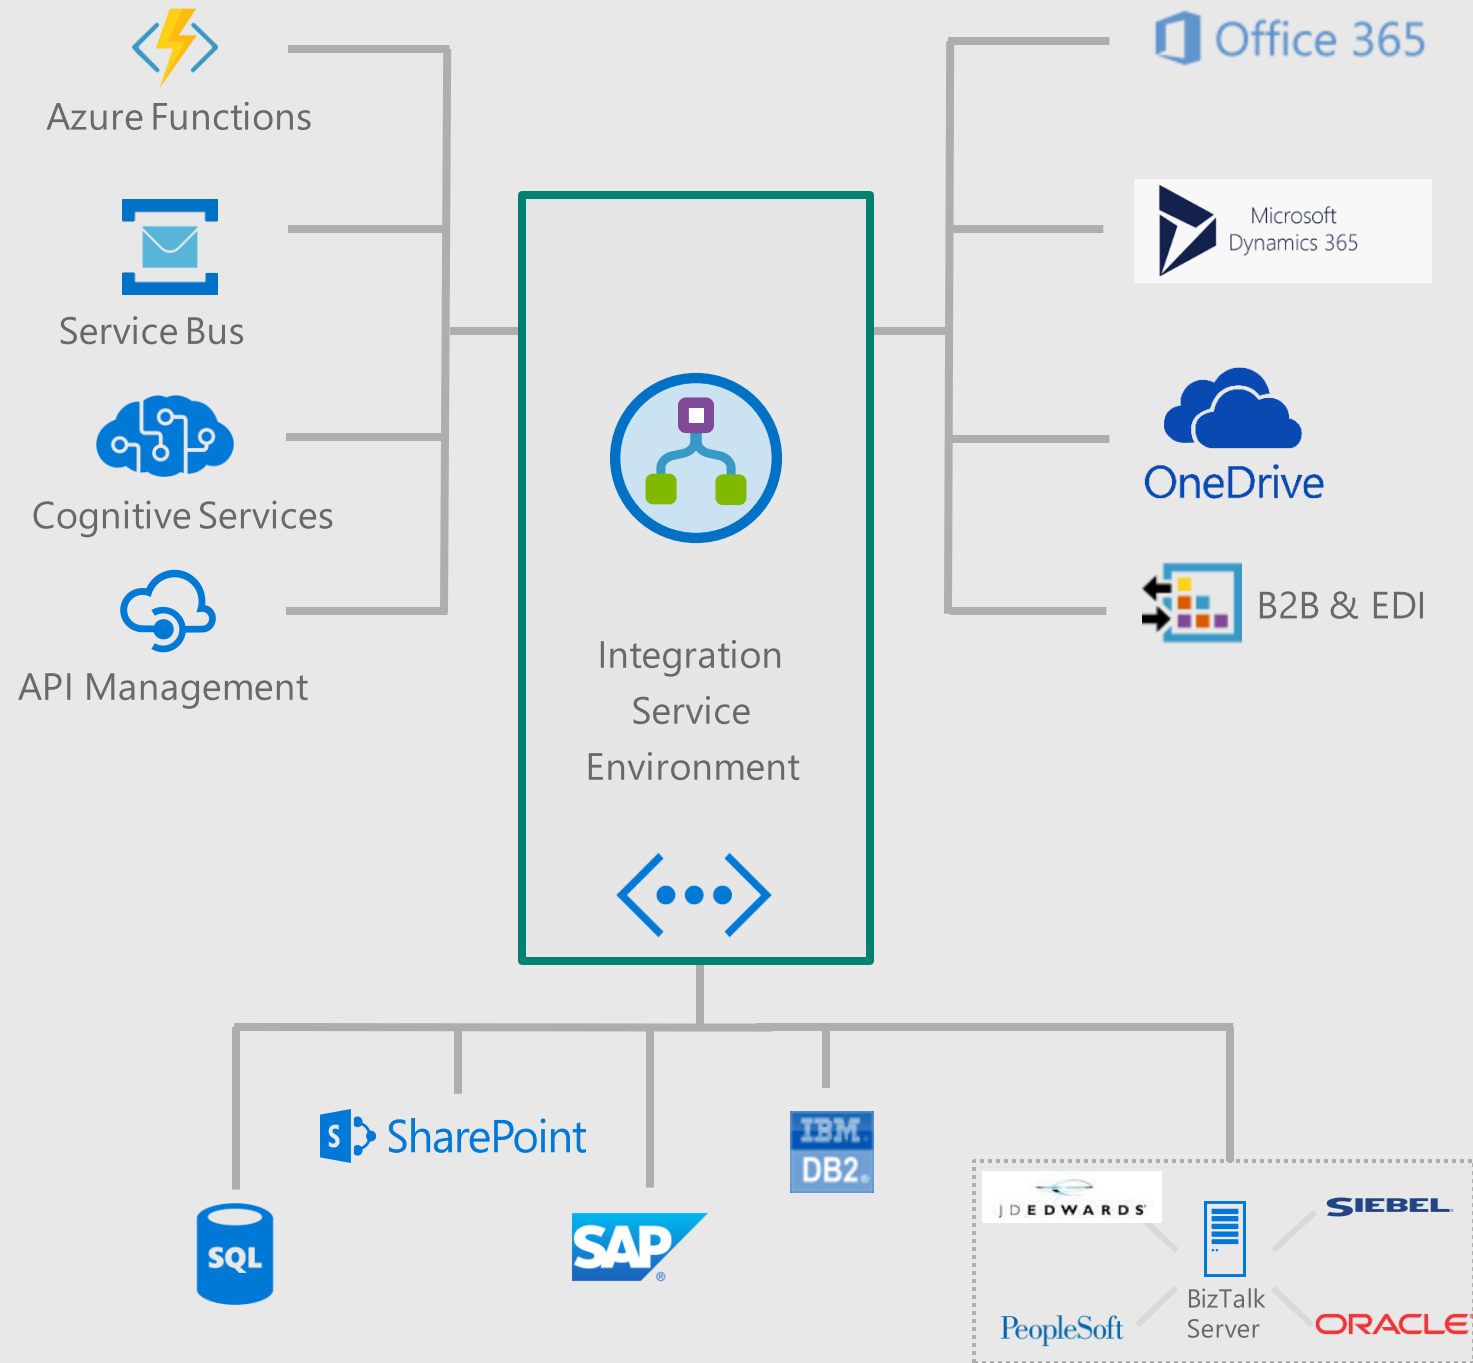 Azure Functions
Service Bus
Cognitive Services
API Management
Integration
Service
Environment
Office 365
Microsoft
Dynamics 365
OneDrive
B2B & EDI
SQL
S SharePoint
SAP®
IBM
DB2®
JDEDWARDS
SIEBEL
BizTalk
Server
PeopleSoft
ORACLE